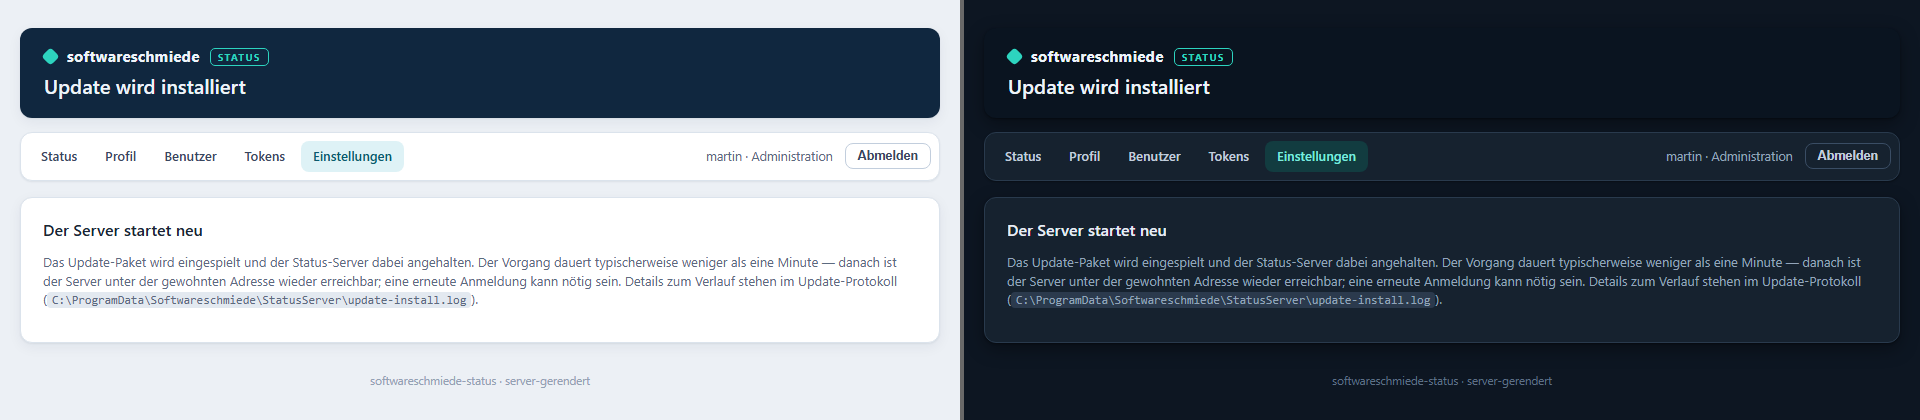 softwareschmiede STATUS
Update wird installiert
Status Profil Benutzer Tokens Einstellungen martin · Administration Abmelden
Der Server startet neu
Das Update-Paket wird eingespielt und der Status-Server dabei angehalten. Der Vorgang dauert typischerweise weniger als eine Minute — danach ist
der Server unter der gewohnten Adresse wieder erreichbar; eine erneute Anmeldung kann nötig sein. Details zum Verlauf stehen im Update-Protokoll
(C:\ProgramData\Softwareschmiede\StatusServer\update-install.log).
softwareschmiede-status · server-gerendert
softwareschmiede STATUS
Update wird installiert
Status Profil Benutzer Tokens Einstellungen martin · Administration Abmelden
Der Server startet neu
Das Update-Paket wird eingespielt und der Status-Server dabei angehalten. Der Vorgang dauert typischerweise weniger als eine Minute — danach ist
der Server unter der gewohnten Adresse wieder erreichbar; eine erneute Anmeldung kann nötig sein. Details zum Verlauf stehen im Update-Protokoll
(C:\ProgramData\Softwareschmiede\StatusServer\update-install.log).
softwareschmiede-status · server-gerendert